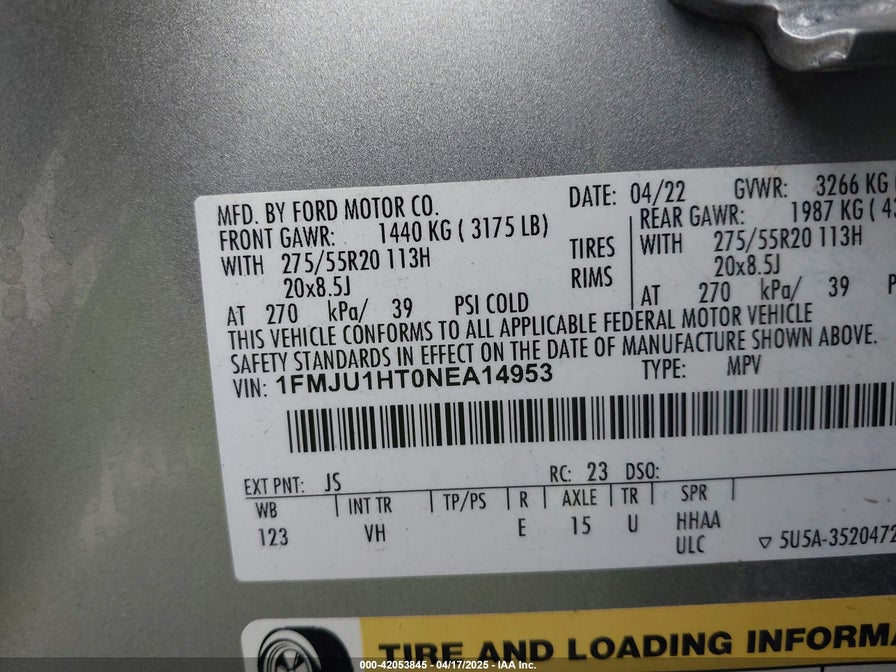 MFD. BY FORD MOTOR CO. DATE: 04/22 GVWR: 3266 KG
FRONT GAWR: 1440 KG ( 3175 LB) REAR GAWR: 1987 KG ( 4
WITH 275/55R20 113H TIRES WITH 275/55R20 113H
20x8.5J RIMS 20x8.5J
AT 270 kPa/ 39 PSI COLD AT 270 kPa/ 39 P
THIS VEHICLE CONFORMS TO ALL APPLICABLE FEDERAL MOTOR VEHICLE
SAFETY STANDARDS IN EFFECT ON THE DATE OF MANUFACTURE SHOWN ABOVE.
VIN: 1FMJU1HT0NEA14953 TYPE: MPV
EXT PNT: JS RC: 23 DSO:
WB INT TR TP/PS R AXLE TR SPR
123 VH E 15 U HHAA
ULC ▽ 5U5A-3520472
TIRE AND LOADING INFORMA
000-42053845 - 04/17/2025 - IAA Inc.